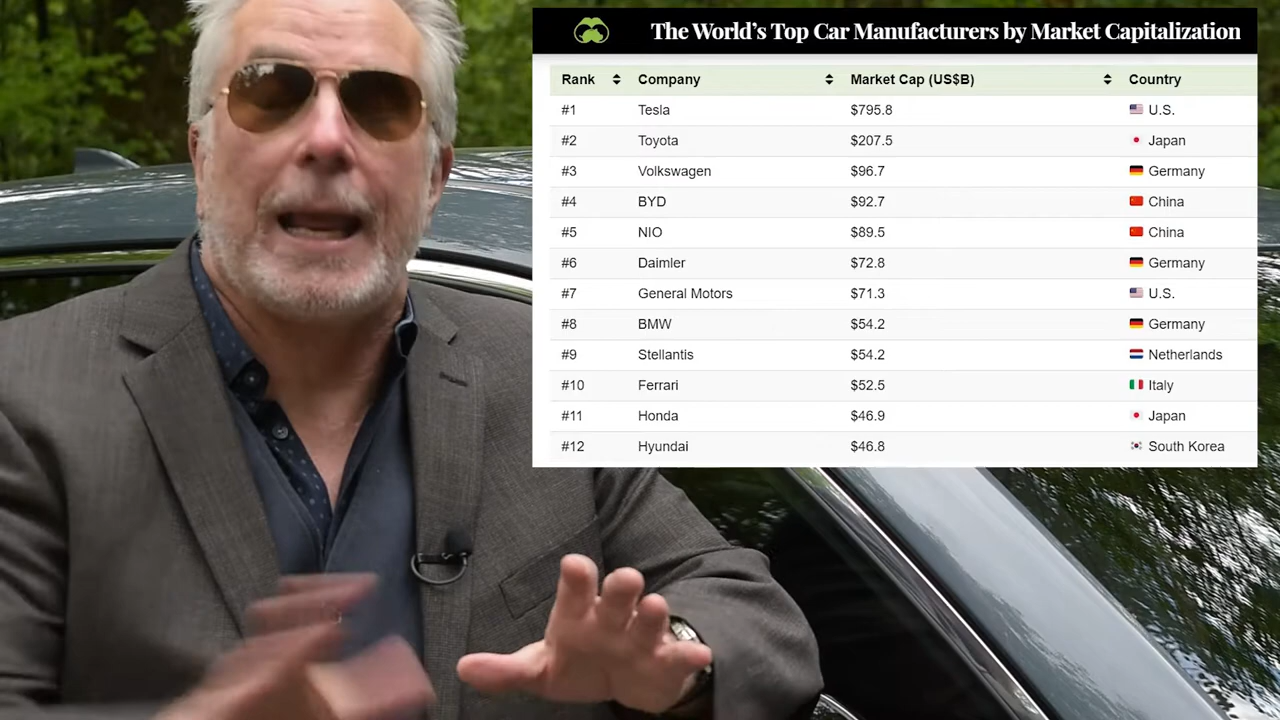 The World's Top Car Manufacturers by Market Capitalization
Rank Company Market Cap (US$B) Country
#1 Tesla $795.8 U.S.
#2 Toyota $207.5 Japan
#3 Volkswagen $96.7 Germany
#4 BYD $92.7 China
#5 NIO $89.5 China
#6 Daimler $72.8 Germany
#7 General Motors $71.3 U.S.
#8 BMW $54.2 Germany
#9 Stellantis $54.2 Netherlands
#10 Ferrari $52.5 Italy
#11 Honda $46.9 Japan
#12 Hyundai $46.8 South Korea